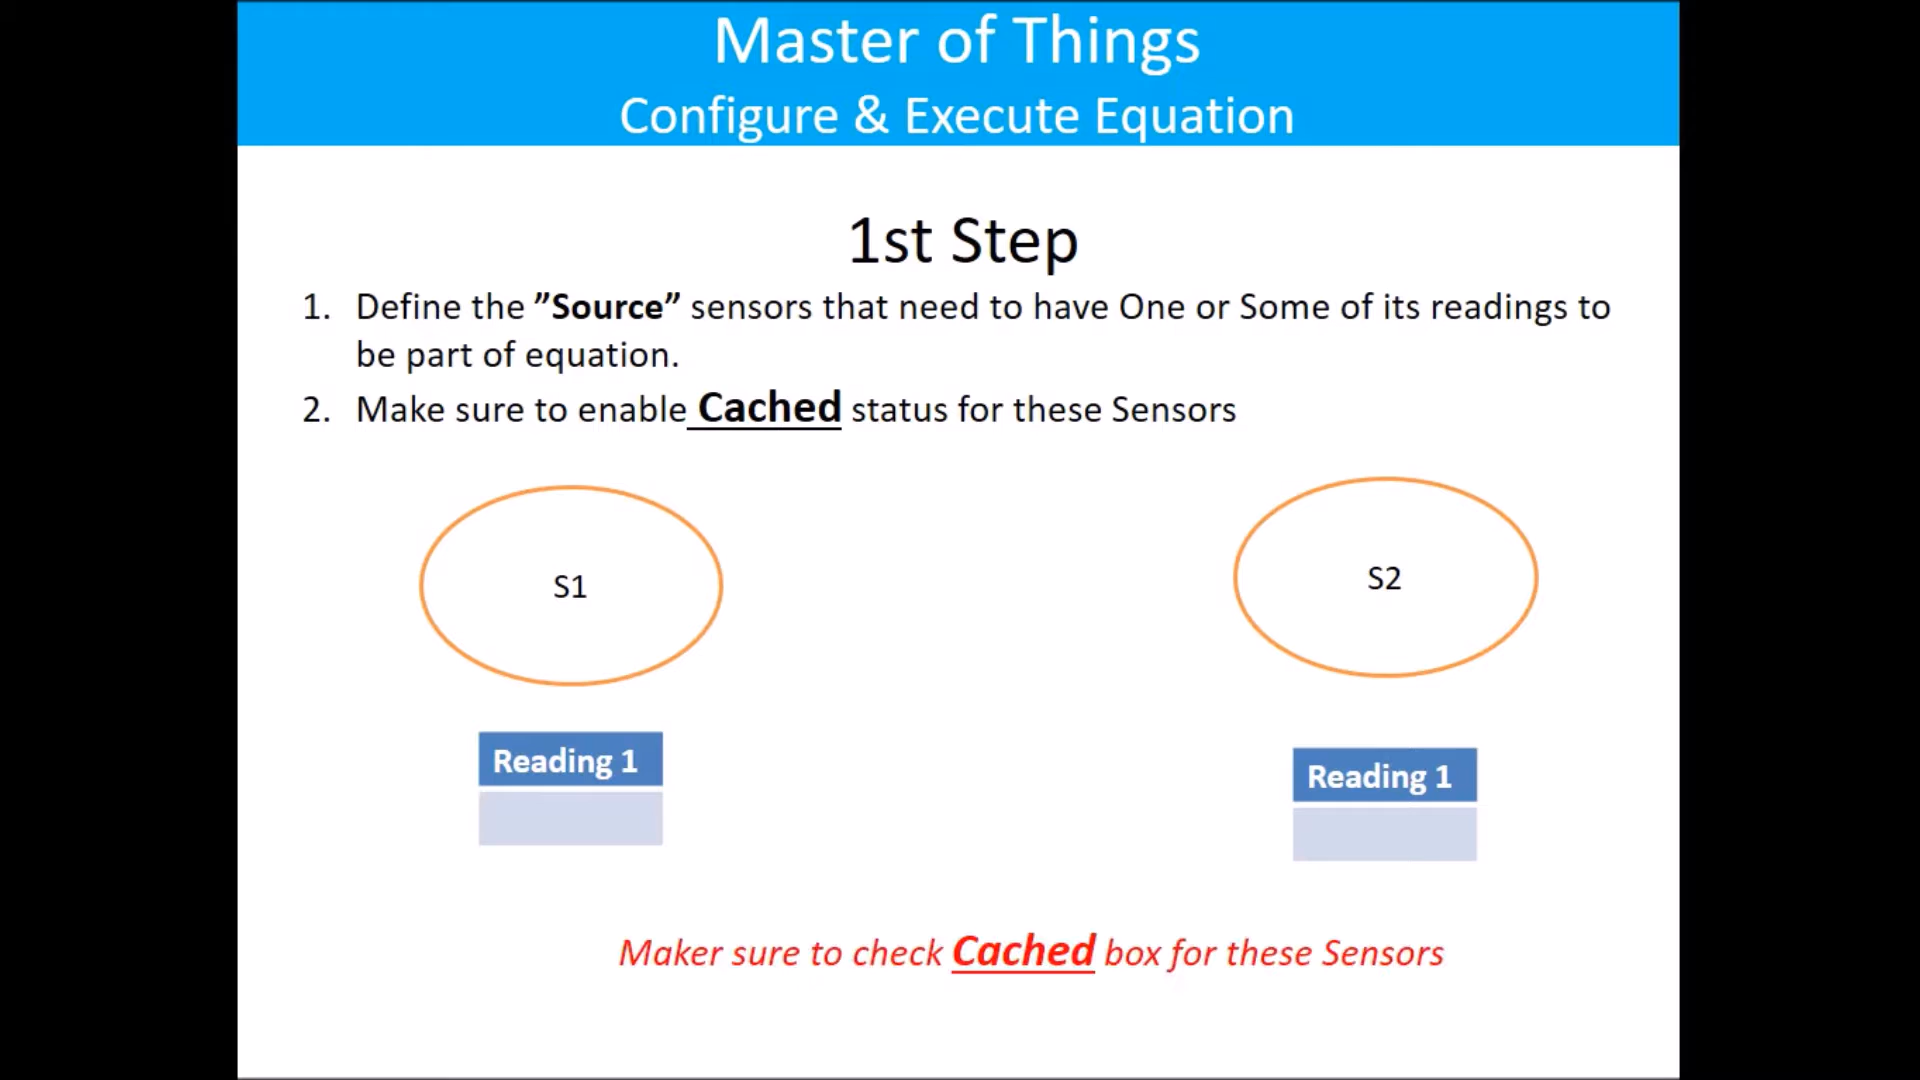 Master of Things
Configure & Execute Equation
1st Step
1. Define the ”Source” sensors that need to have One or Some of its readings to
be part of equation.
2. Make sure to enable Cached status for these Sensors
S1
S2
Reading 1
Reading 1
Maker sure to check Cached box for these Sensors